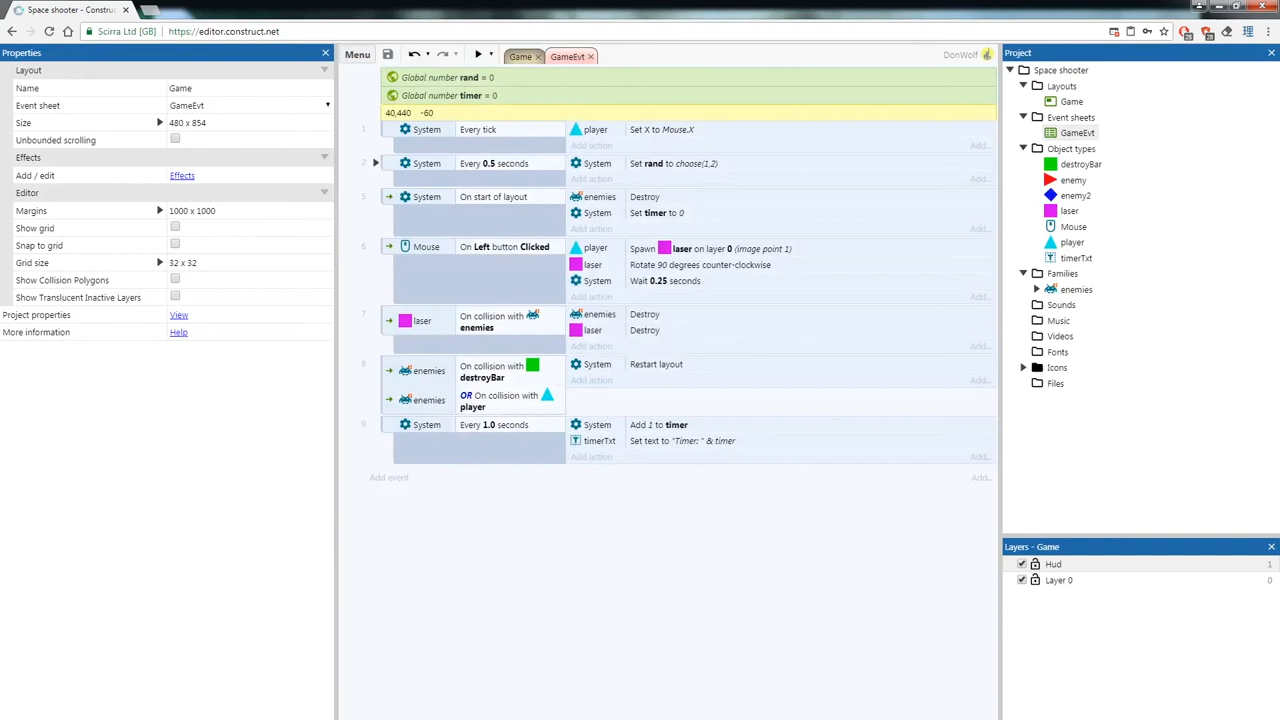 Space shooter - Constru
Scirra Ltd [GB] https://editor.construct.net
Properties
Layout
Name Game
Event sheet GameEvt
Size 480 x 854
Unbounded scrolling
Effects
Add / edit Effects
Editor
Margins 1000 x 1000
Show grid
Snap to grid
Grid size 32 x 32
Show Collision Polygons
Show Translucent Inactive Layers
Project properties View
More information Help
Menu Game GameEvt DonWolf
Global number rand = 0
Global number timer = 0
40,440 -60
1 System Every tick player Set X to Mouse.X
Add action Add...
2 System Every 0.5 seconds System Set rand to choose(1,2)
Add action Add...
5 System On start of layout enemies Destroy
System Set timer to 0
Add action Add...
6 Mouse On Left button Clicked player Spawn laser on layer 0 (image point 1)
laser Rotate 90 degrees counter-clockwise
System Wait 0.25 seconds
Add action Add...
7 laser On collision with enemies enemies Destroy
laser Destroy
Add action Add...
8 enemies On collision with destroyBar System Restart layout
Add action Add...
enemies OR On collision with player
9 System Every 1.0 seconds System Add 1 to timer
timerTxt Set text to "Timer: " & timer
Add action Add...
Add event Add...
Project
Space shooter
Layouts
Game
Event sheets
GameEvt
Object types
destroyBar
enemy
enemy2
laser
Mouse
player
timerTxt
Families
enemies
Sounds
Music
Videos
Fonts
Icons
Files
Layers - Game
Hud 1
Layer 0 0